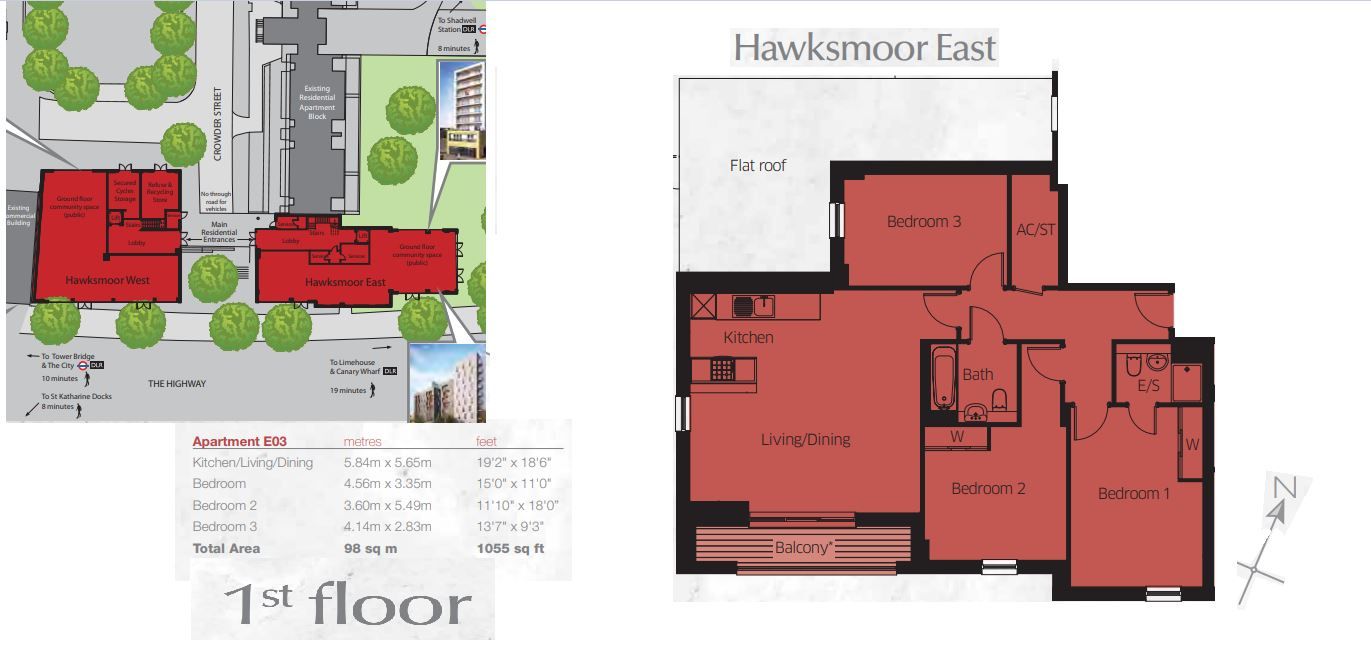 To Shadwell
Station DLR
8 minutes
Existing
Residential
Apartment
Block
CROWDER STREET
No through
road for
vehicles
Existing
Commercial
Building
Ground floor
community space
(public)
Secured
Cycles
Storage
Refuse &
Recycling
Store
Lift
Stairs
Lobby
Hawksmoor West
Main
Residential
Entrances
Lobby
Stairs
Lift
Ground floor
community space
(public)
Hawksmoor East
To Tower Bridge
& The City DLR
10 minutes
To St Katharine Docks
8 minutes
THE HIGHWAY
To Limehouse
& Canary Wharf DLR
19 minutes
Apartment E03 metres feet
Kitchen/Living/Dining 5.84m x 5.65m 19'2" x 18'6"
Bedroom 4.56m x 3.35m 15'0" x 11'0"
Bedroom 2 3.60m x 5.49m 11'10" x 18'0"
Bedroom 3 4.14m x 2.83m 13'7" x 9'3"
Total Area 98 sq m 1055 sq ft
1st floor
Hawksmoor East
Flat roof
Bedroom 3
AC/ST
Kitchen
Bath
E/S
Living/Dining
W
W
Bedroom 2
Bedroom 1
Balcony*
N